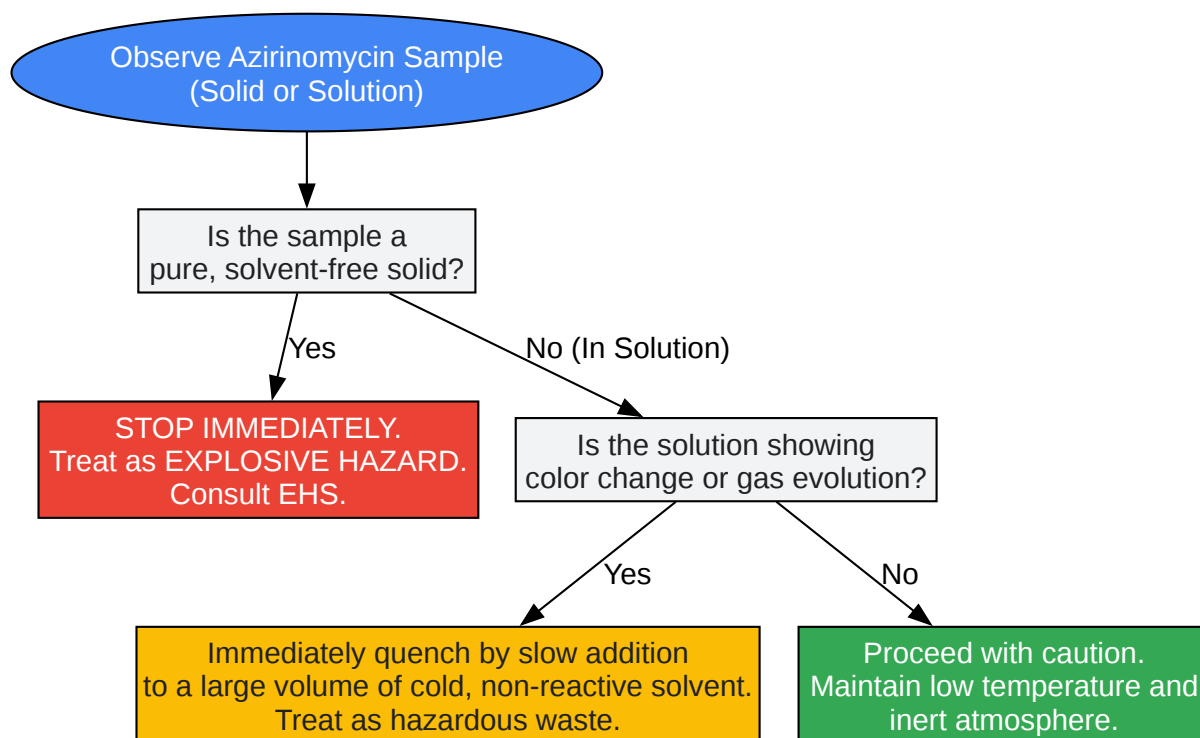 Observe Azirinomycin Sample
(Solid or Solution)
Is the sample a
pure, solvent-free solid?
Yes
No (In Solution)
STOP IMMEDIATELY.
Treat as EXPLOSIVE HAZARD.
Consult EHS.
Is the solution showing
color change or gas evolution?
Yes
No
Immediately quench by slow addition
to a large volume of cold, non-reactive solvent.
Treat as hazardous waste.
Proceed with caution.
Maintain low temperature and
inert atmosphere.